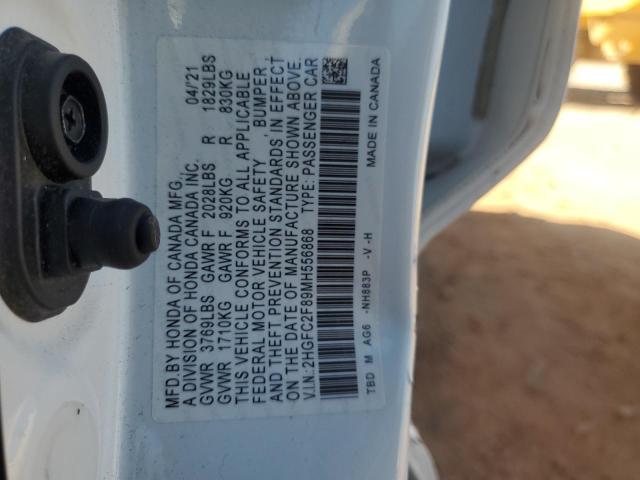 MFD.BY HONDA OF CANADA MFG., 04/21
A DIVISION OF HONDA CANADA INC.
GVWR 3769LBS GAWR F 2028LBS R 1829LBS
GVWR 1710KG GAWR F 920KG R 830KG
THIS VEHICLE CONFORMS TO ALL APPLICABLE
FEDERAL MOTOR VEHICLE SAFETY, BUMPER,
AND THEFT PREVENTION STANDARDS IN EFFECT
ON THE DATE OF MANUFACTURE SHOWN ABOVE.
V.I.N.: 2HGFC2F89MH556868 TYPE: PASSENGER CAR
TBD M AG6 -NH883P -V -H MADE IN CANADA